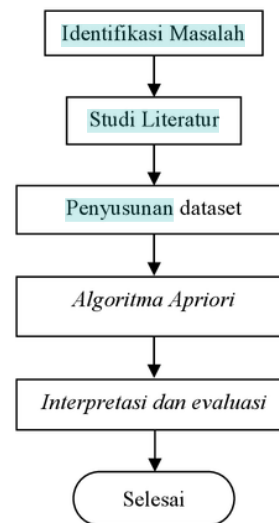 Identifikasi Masalah
Studi Literatur
Penyusunan dataset
Algoritma Apriori
Interpretasi dan evaluasi
Selesai